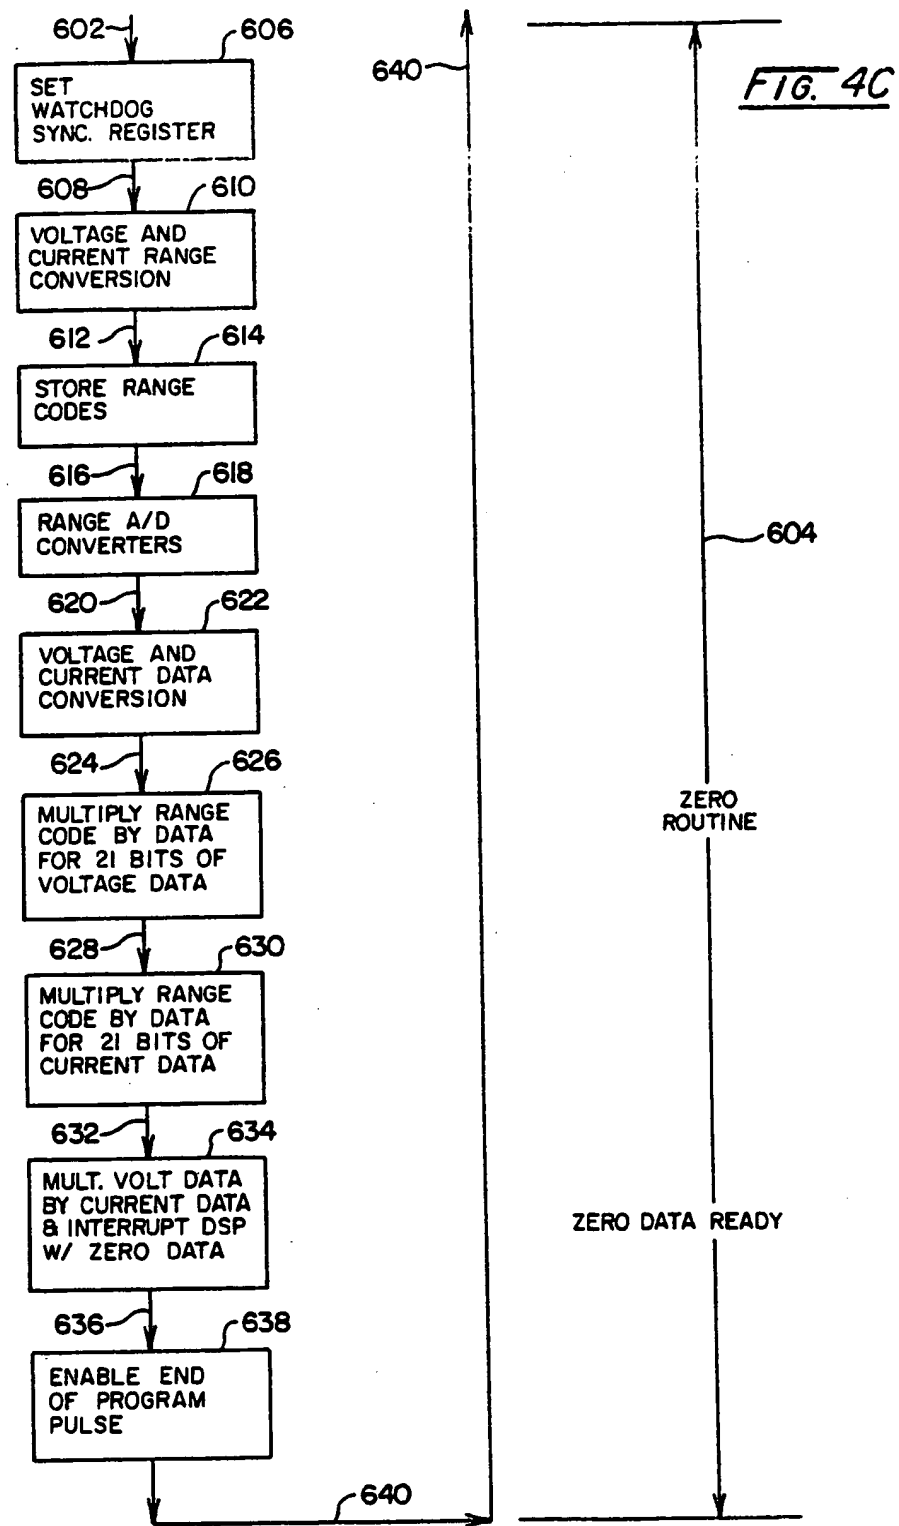 602
606
SET
WATCHDOG
SYNC. REGISTER
608
610
VOLTAGE AND
CURRENT RANGE
CONVERSION
612
614
STORE RANGE
CODES
616
618
RANGE A/D
CONVERTERS
620
622
VOLTAGE AND
CURRENT DATA
CONVERSION
624
626
MULTIPLY RANGE
CODE BY DATA
FOR 21 BITS OF
VOLTAGE DATA
628
630
MULTIPLY RANGE
CODE BY DATA
FOR 21 BITS OF
CURRENT DATA
632
634
MULT. VOLT DATA
BY CURRENT DATA
& INTERRUPT DSP
W/ ZERO DATA
636
638
ENABLE END
OF PROGRAM
PULSE
640
640
FIG. 4C
604
ZERO
ROUTINE
ZERO DATA READY